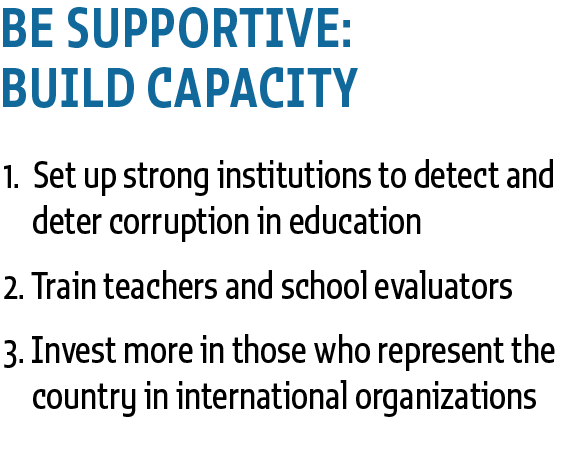 BE SUPPORTIVE:
BUILD CAPACITY
1. Set up strong institutions to detect and
deter corruption in education
2. Train teachers and school evaluators
3. Invest more in those who represent the
country in international organizations